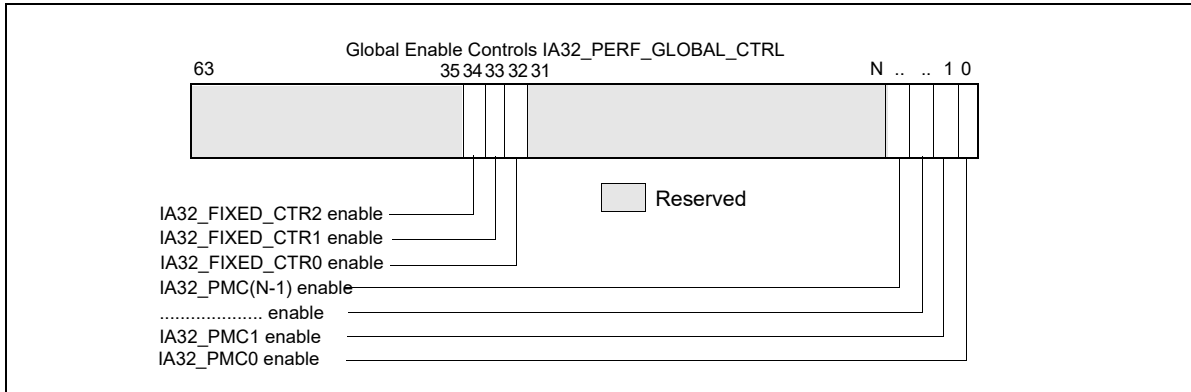 Global Enable Controls IA32_PERF_GLOBAL_CTRL
63 35 34 33 32 31 N .. .. 1 0
Reserved
IA32_FIXED_CTR2 enable
IA32_FIXED_CTR1 enable
IA32_FIXED_CTR0 enable
IA32_PMC(N-1) enable
.................... enable
IA32_PMC1 enable
IA32_PMC0 enable